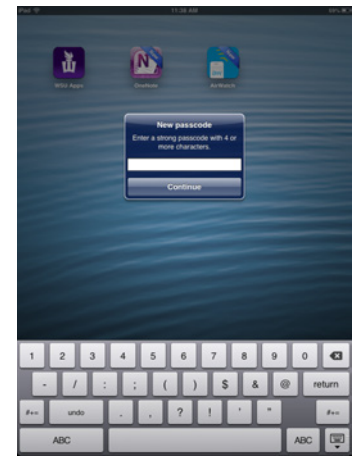 iPad 11:38 AM
WSU Apps OneNote AirWatch
New passcode
Enter a strong passcode with 4 or
more characters.
Continue
1 2 3 4 5 6 7 8 9 0
- / : ; ( ) $ & @ return
#+= undo . , ? ! ' " #+=
ABC ABC